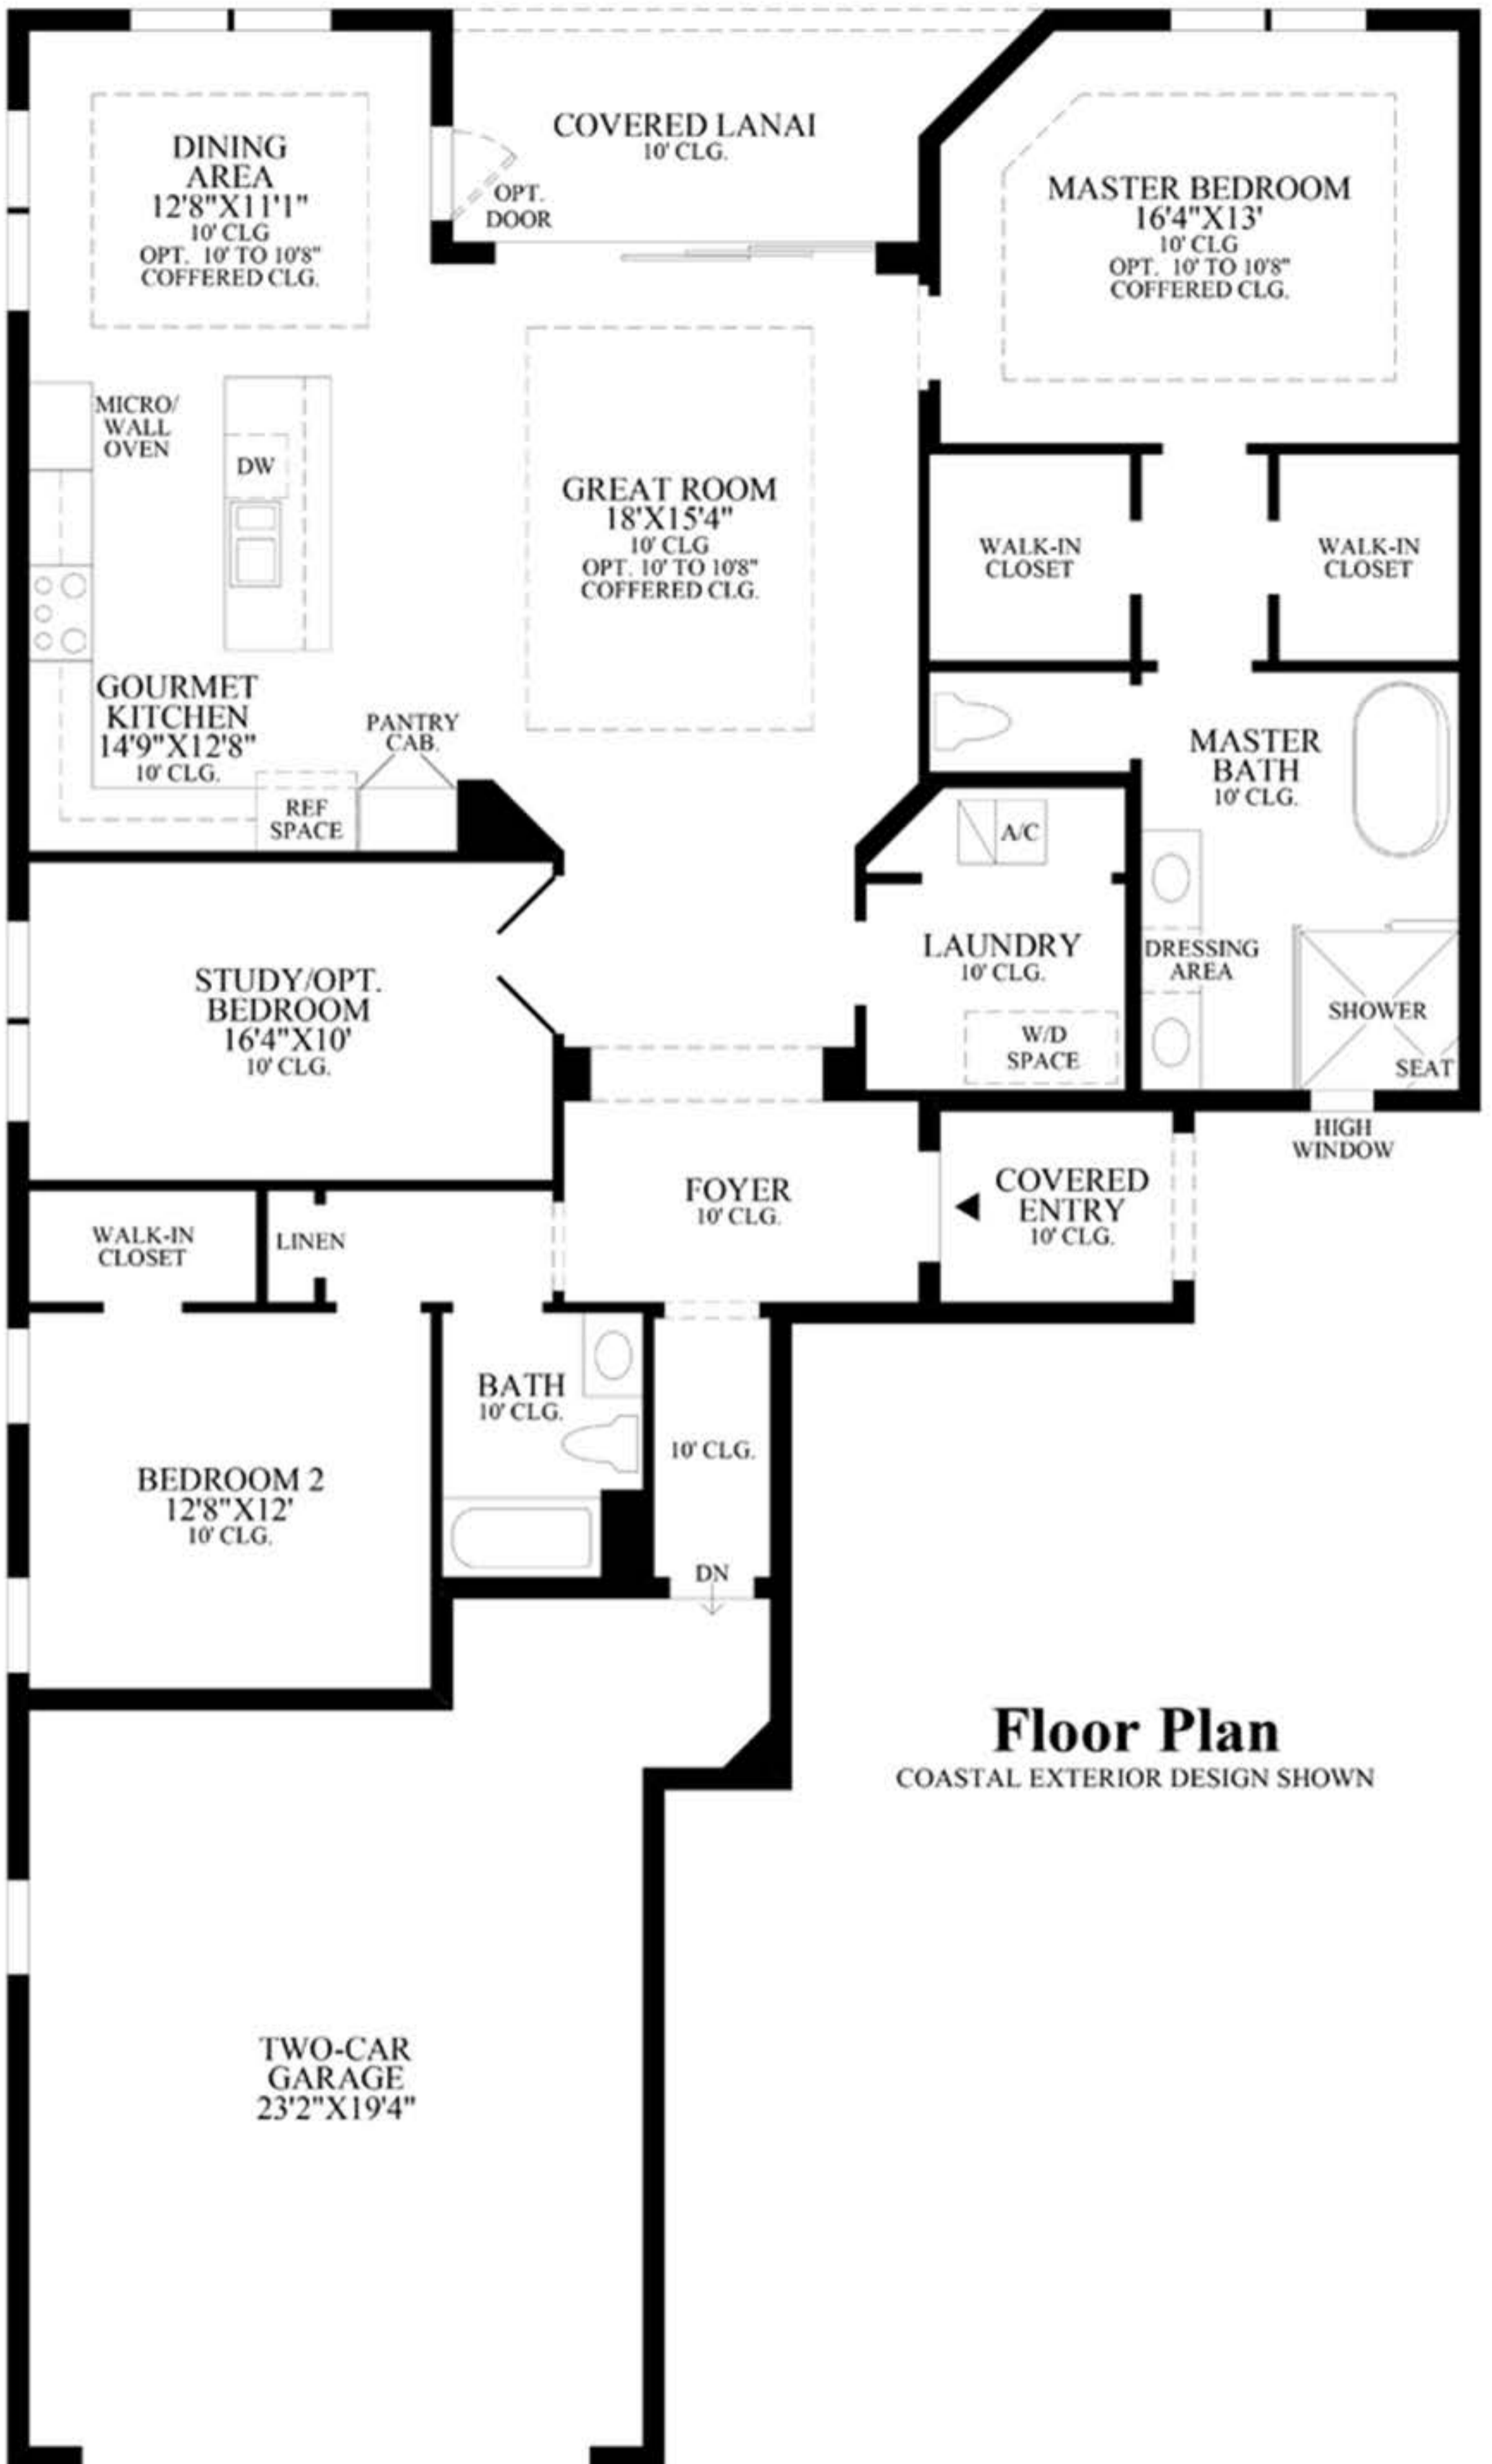 COVERED LANAI
10' CLG.
DINING
AREA
12'8"X11'1"
10' CLG
OPT. 10' TO 10'8"
COFFERED CLG.
OPT.
DOOR
MASTER BEDROOM
16'4"X13'
10' CLG
OPT. 10' TO 10'8"
COFFERED CLG.
MICRO/
WALL
OVEN
DW
GREAT ROOM
18'X15'4"
10' CLG
OPT. 10' TO 10'8"
COFFERED CLG.
WALK-IN
CLOSET
WALK-IN
CLOSET
GOURMET
KITCHEN
14'9"X12'8"
10' CLG.
PANTRY
CAB.
REF
SPACE
MASTER
BATH
10' CLG.
A/C
LAUNDRY
10' CLG.
W/D
SPACE
DRESSING
AREA
SHOWER
SEAT
STUDY/OPT.
BEDROOM
16'4"X10'
10' CLG.
HIGH
WINDOW
FOYER
10' CLG.
COVERED
ENTRY
10' CLG.
WALK-IN
CLOSET
LINEN
BATH
10' CLG.
10' CLG.
BEDROOM 2
12'8"X12'
10' CLG.
DN
Floor Plan
COASTAL EXTERIOR DESIGN SHOWN
TWO-CAR
GARAGE
23'2"X19'4"